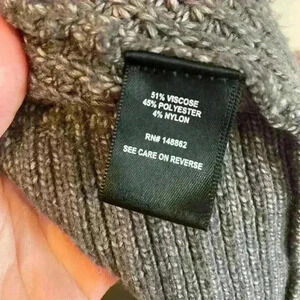 51% VISCOSE
45% POLYESTER
4% NYLON
RN# 148862
SEE CARE ON REVERSE